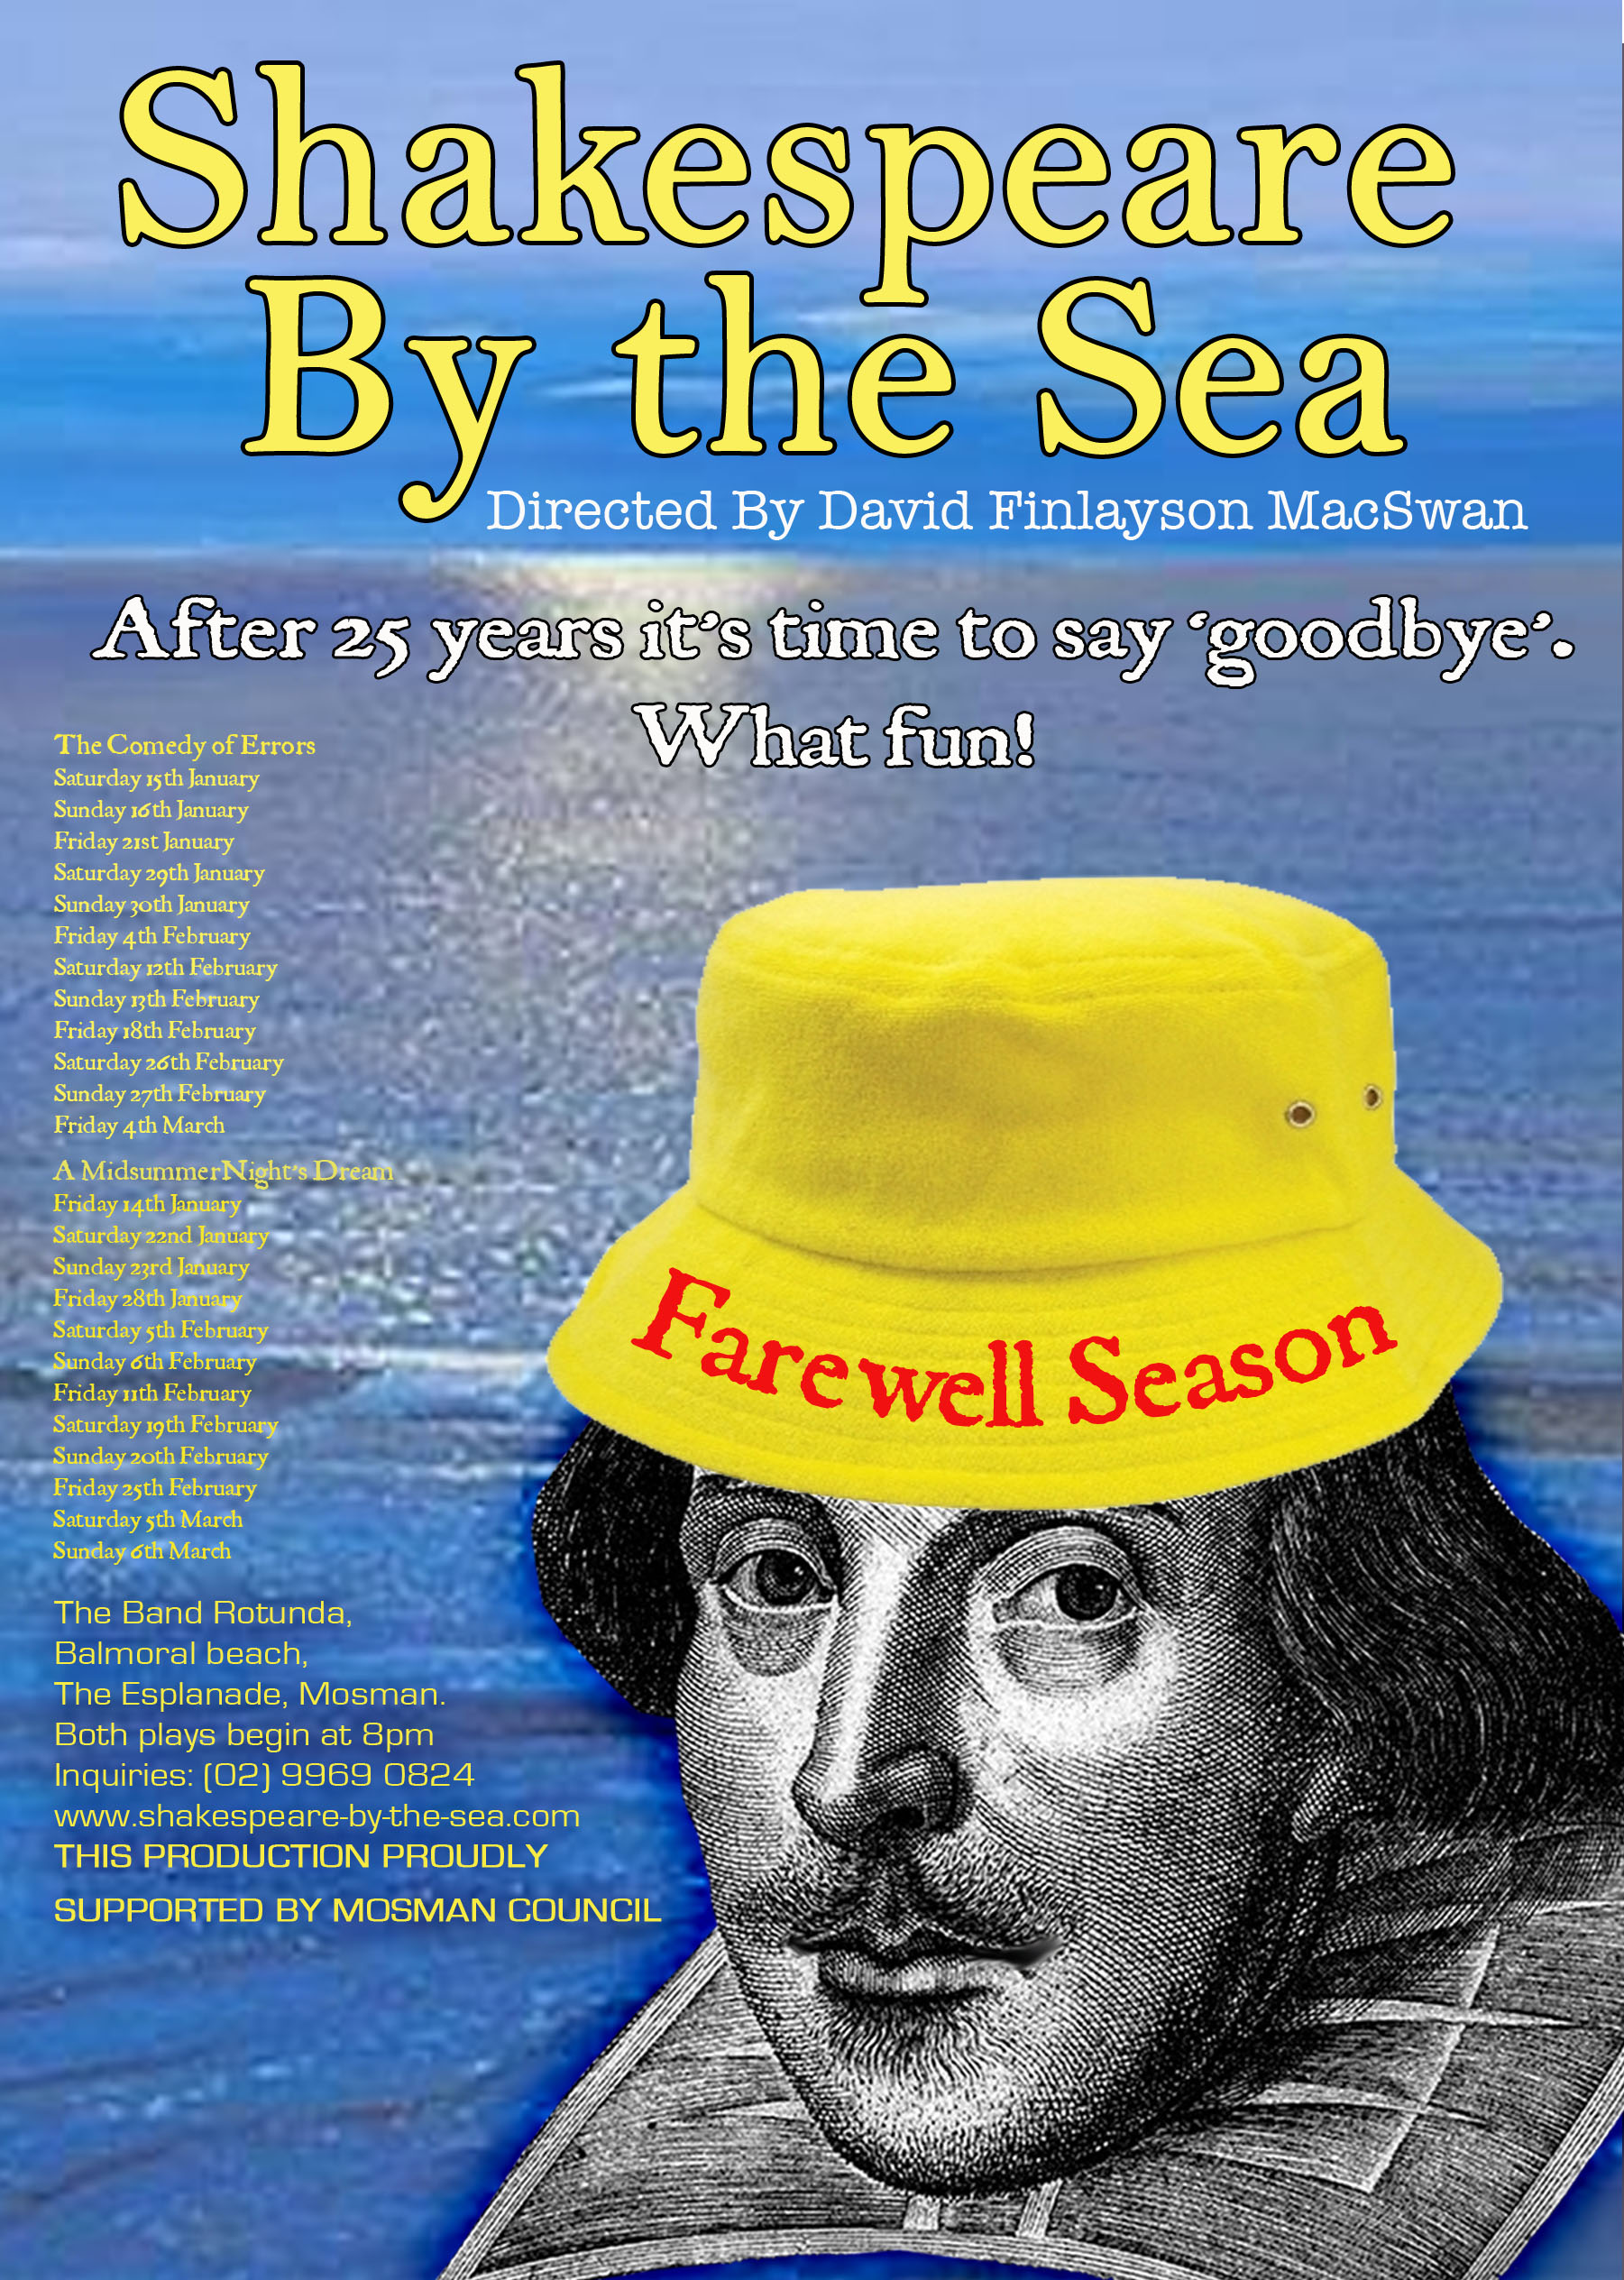 Shakespeare
By the Sea
Directed By David Finlayson MacSwan
After 25 years it's time to say 'goodbye'.
What fun!
The Comedy of Errors
Saturday 15th January
Sunday 16th January
Friday 21st January
Saturday 29th January
Sunday 30th January
Friday 4th February
Saturday 12th February
Sunday 13th February
Friday 18th February
Saturday 26th February
Sunday 27th February
Friday 4th March
A Midsummer Night's Dream
Friday 14th January
Saturday 22nd January
Sunday 23rd January
Friday 28th January
Saturday 5th February
Sunday 6th February
Friday 11th February
Saturday 19th February
Sunday 20th February
Friday 25th February
Saturday 5th March
Sunday 6th March
Farewell Season
The Band Rotunda,
Balmoral beach,
The Esplanade, Mosman.
Both plays begin at 8pm
Inquiries: (02) 9969 0824
www.shakespeare-by-the-sea.com
THIS PRODUCTION PROUDLY
SUPPORTED BY MOSMAN COUNCIL